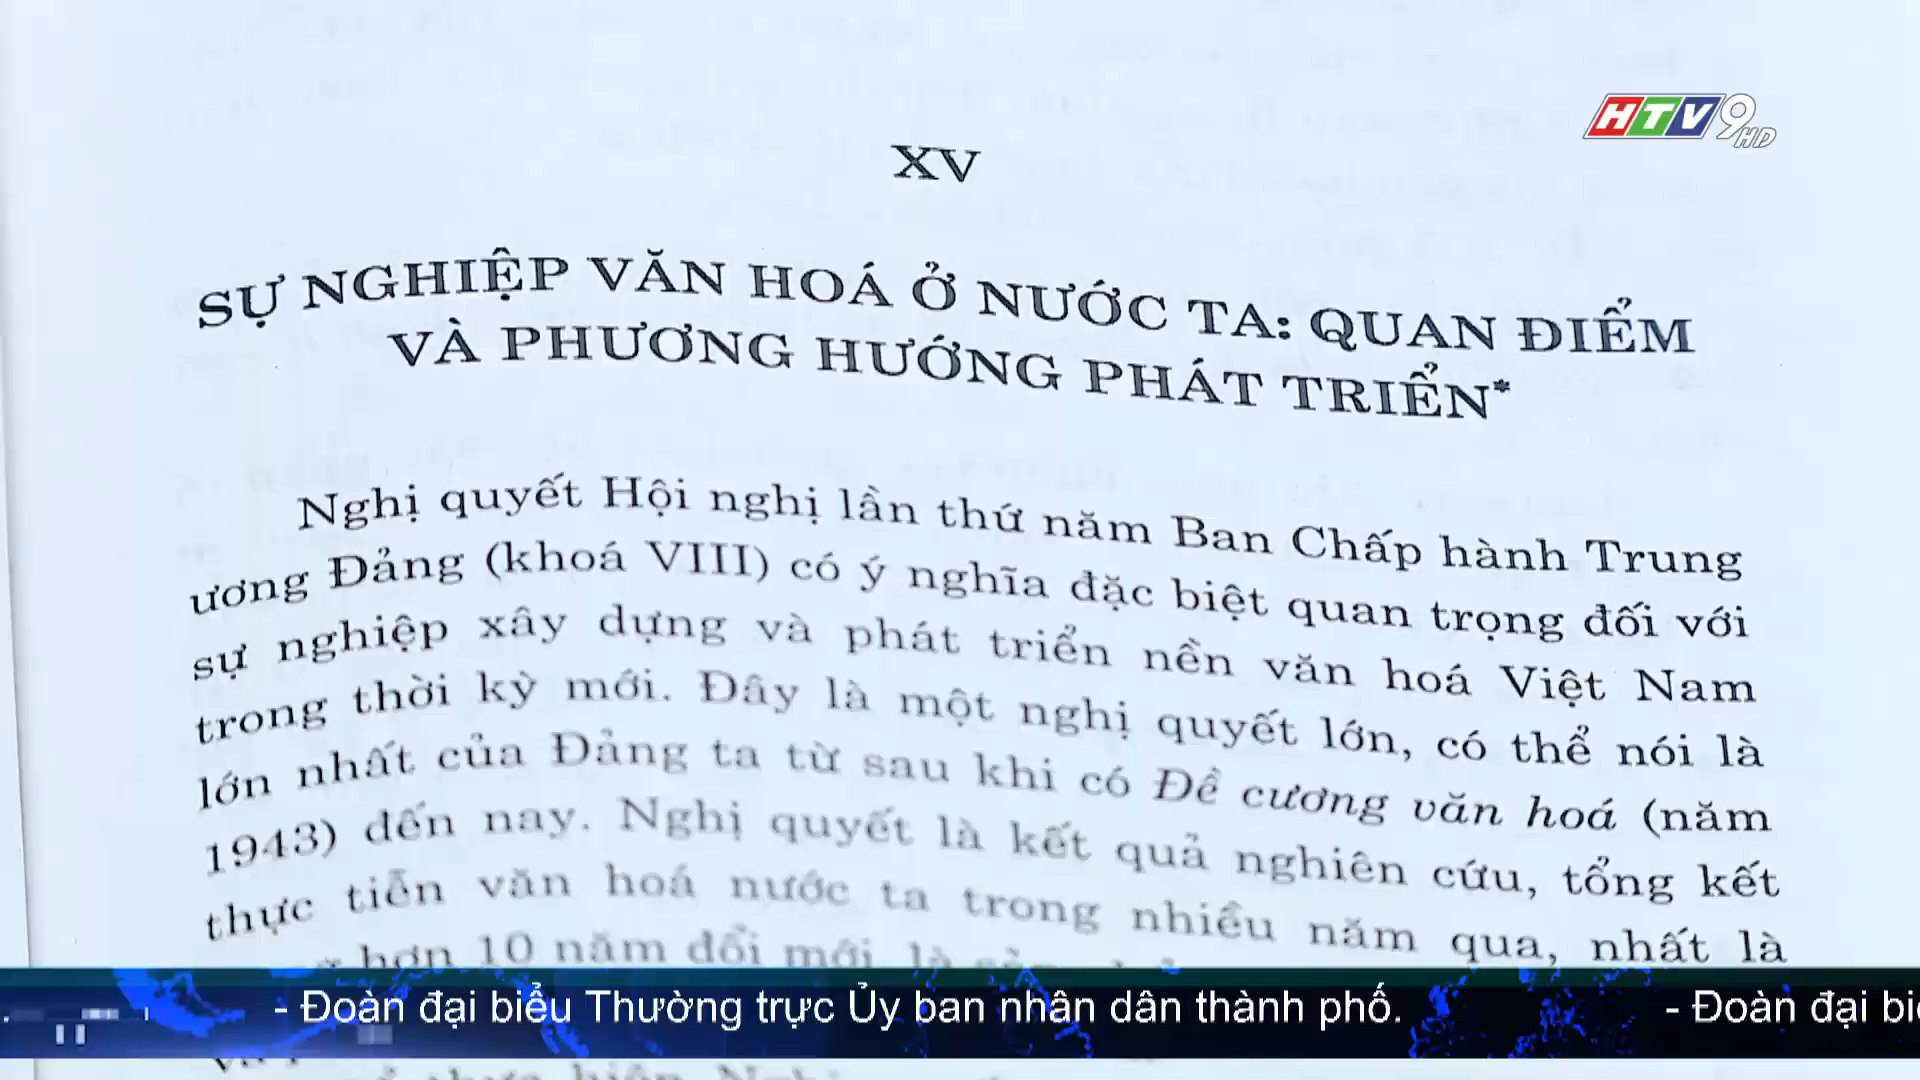 HTV9 HD
XV
SỰ NGHIỆP VĂN HOÁ Ở NƯỚC TA: QUAN ĐIỂM
VÀ PHƯƠNG HƯỚNG PHÁT TRIỂN*
Nghị quyết Hội nghị lần thứ năm Ban Chấp hành Trung
ương Đảng (khoá VIII) có ý nghĩa đặc biệt quan trọng đối với
sự nghiệp xây dựng và phát triển nền văn hoá Việt Nam
trong thời kỳ mới. Đây là một nghị quyết lớn, có thể nói là
lớn nhất của Đảng ta từ sau khi có Đề cương văn hoá (năm
1943) đến nay. Nghị quyết là kết quả nghiên cứu, tổng kết
thực tiễn văn hoá nước ta trong nhiều năm qua, nhất là
hơn 10 năm đổi mới, là
- Đoàn đại biểu Thường trực Ủy ban nhân dân thành phố.
- Đoàn đại